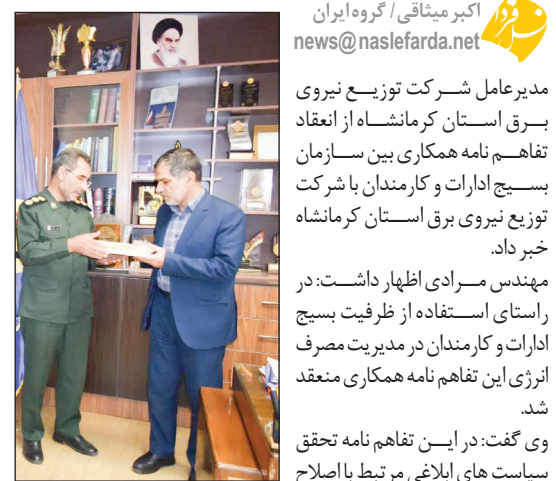 نسل فردا
اکبر میثاقی/ گروه ایران
news@naslefarda.net
مدیرعامل شرکت توزیع نیروی
برق استان کرمانشاه از انعقاد
تفاهم نامه همکاری بین سازمان
بسیج ادارات و کارمندان با شرکت
توزیع نیروی برق استان کرمانشاه
خبر داد.
مهندس مرادی اظهار داشت: در
راستای استفاده از ظرفیت بسیج
ادارات و کارمندان در مدیریت مصرف
انرژی این تفاهم نامه همکاری منعقد
شد.
وی گفت: در این تفاهم نامه تحقق
سیاست های ابلاغی مرتبط با اصلاح